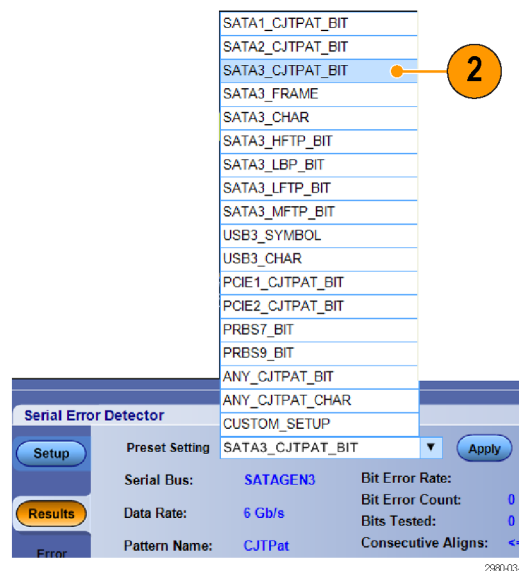 SATA1_CJTPAT_BIT
SATA2_CJTPAT_BIT
SATA3_CJTPAT_BIT
2
SATA3_FRAME
SATA3_CHAR
SATA3_HFTP_BIT
SATA3_LBP_BIT
SATA3_LFTP_BIT
SATA3_MFTP_BIT
USB3_SYMBOL
USB3_CHAR
PCIE1_CJTPAT_BIT
PCIE2_CJTPAT_BIT
PRBS7_BIT
PRBS9_BIT
ANY_CJTPAT_BIT
ANY_CJTPAT_CHAR
CUSTOM_SETUP
Serial Error Detector
Setup
Preset Setting SATA3_CJTPAT_BIT Apply
Serial Bus: SATAGEN3 Bit Error Rate:
Bit Error Count: 0
Results
Data Rate: 6 Gb/s Bits Tested: 0
Error
Pattern Name: CJTPat Consecutive Aligns: